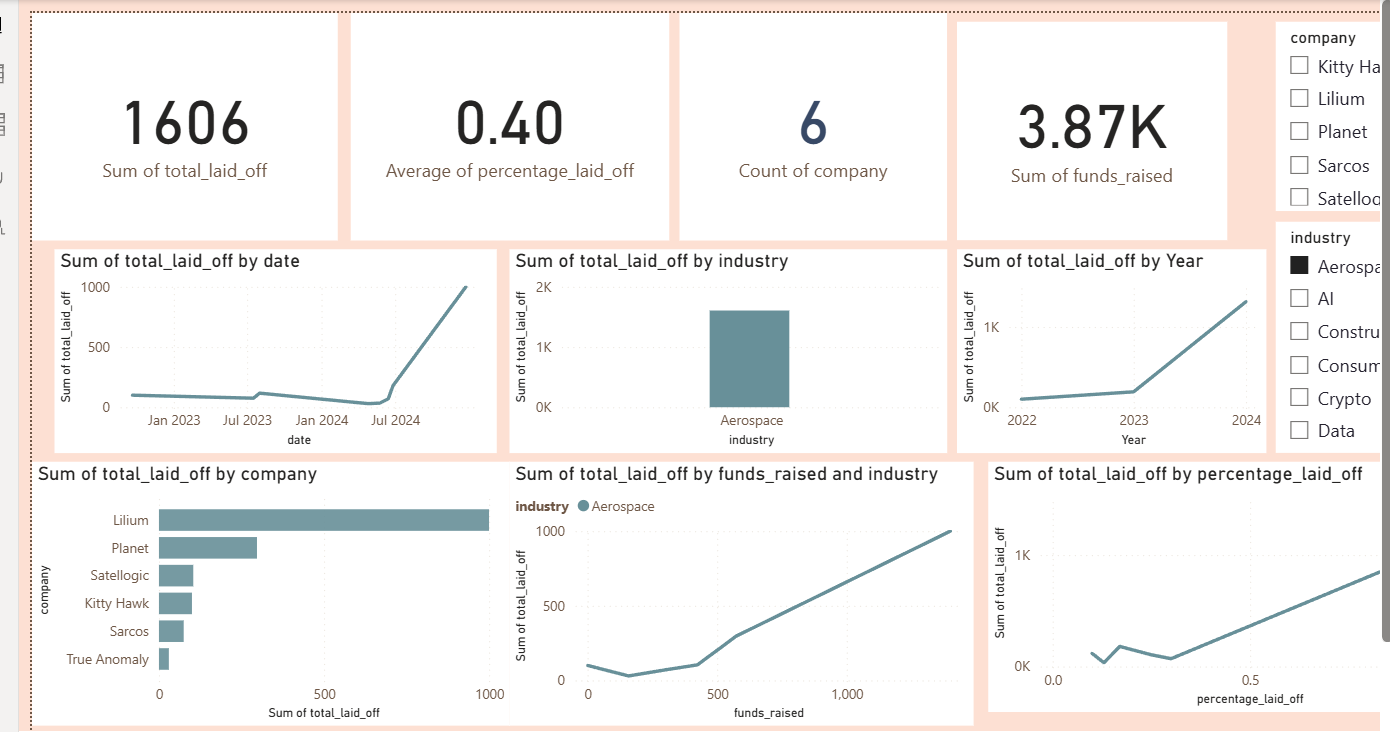 1606
Sum of total_laid_off
0.40
Average of percentage_laid_off
6
Count of company
3.87K
Sum of funds_raised
company
Kitty Ha
Lilium
Planet
Sarcos
Satellog
industry
Aerospa
AI
Constru
Consum
Crypto
Data
Sum of total_laid_off by date
Sum of total_laid_off
1000
500
0
Jan 2023 Jul 2023 Jan 2024 Jul 2024
date
Sum of total_laid_off by industry
Sum of total_laid_off
2K
1K
0K
Aerospace
industry
Sum of total_laid_off by Year
Sum of total_laid_off
1K
0K
2022 2023 2024
Year
Sum of total_laid_off by company
company
Lilium
Planet
Satellogic
Kitty Hawk
Sarcos
True Anomaly
0 500 1000
Sum of total_laid_off
Sum of total_laid_off by funds_raised and industry
industry Aerospace
Sum of total_laid_off
1000
500
0
0 500 1,000
funds_raised
Sum of total_laid_off by percentage_laid_off
Sum of total_laid_off
1K
0K
0.0 0.5
percentage_laid_off